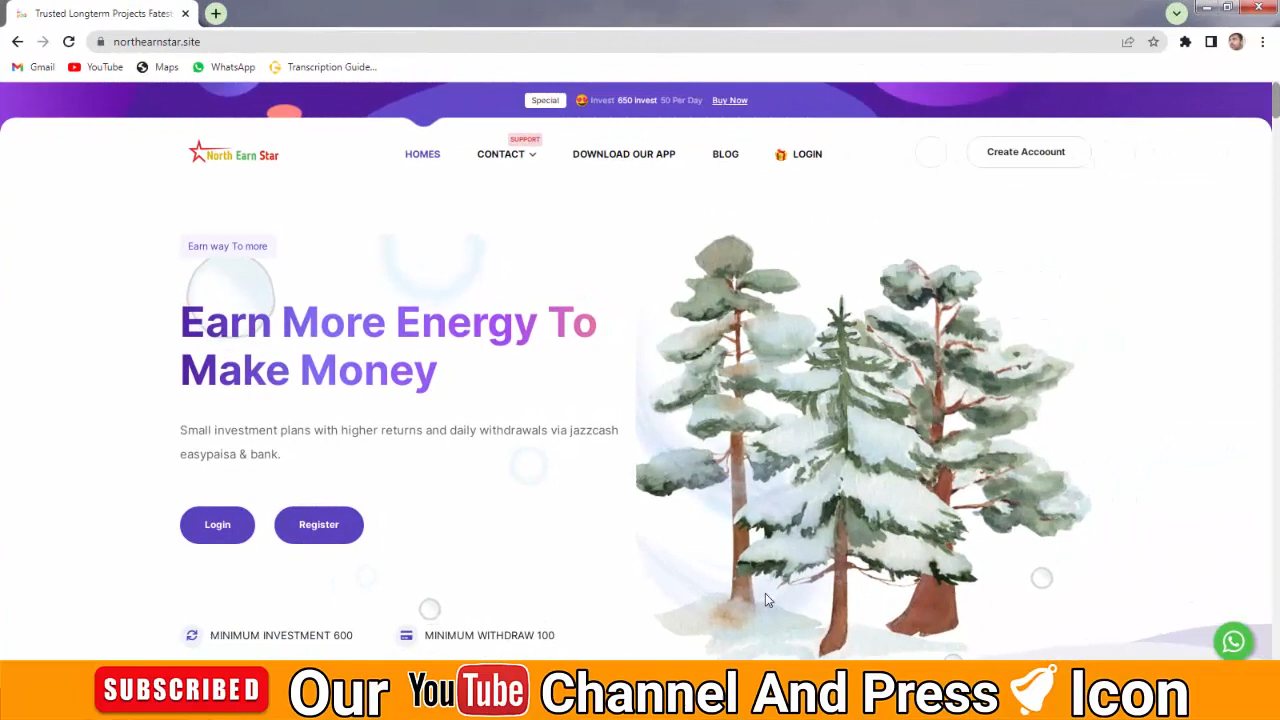 Trusted Longterm Projects Fatest
northearnstar.site
Gmail YouTube Maps WhatsApp Transcription Guide...
Special Invest 650 invest 50 Per Day Buy Now
SUPPORT
North Earn Star HOMES CONTACT DOWNLOAD OUR APP BLOG LOGIN Create Accoount
Earn way To more
Earn More Energy To
Make Money
Small investment plans with higher returns and daily withdrawals via jazzcash
easypaisa & bank.
Login Register
MINIMUM INVESTMENT 600 MINIMUM WITHDRAW 100
SUBSCRIBED Our YouTube Channel And Press Icon